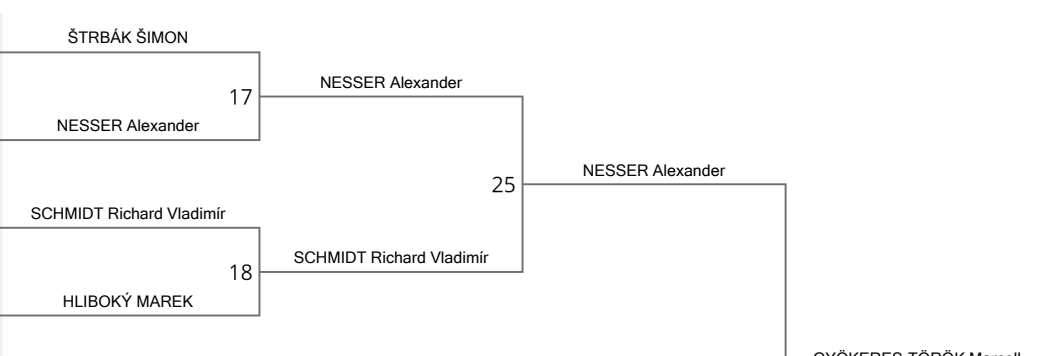 ŠTRBÁK ŠIMON
NESSER Alexander
17
NESSER Alexander
NESSER Alexander
25
SCHMIDT Richard Vladimír
SCHMIDT Richard Vladimír
18
HLIBOKÝ MAREK